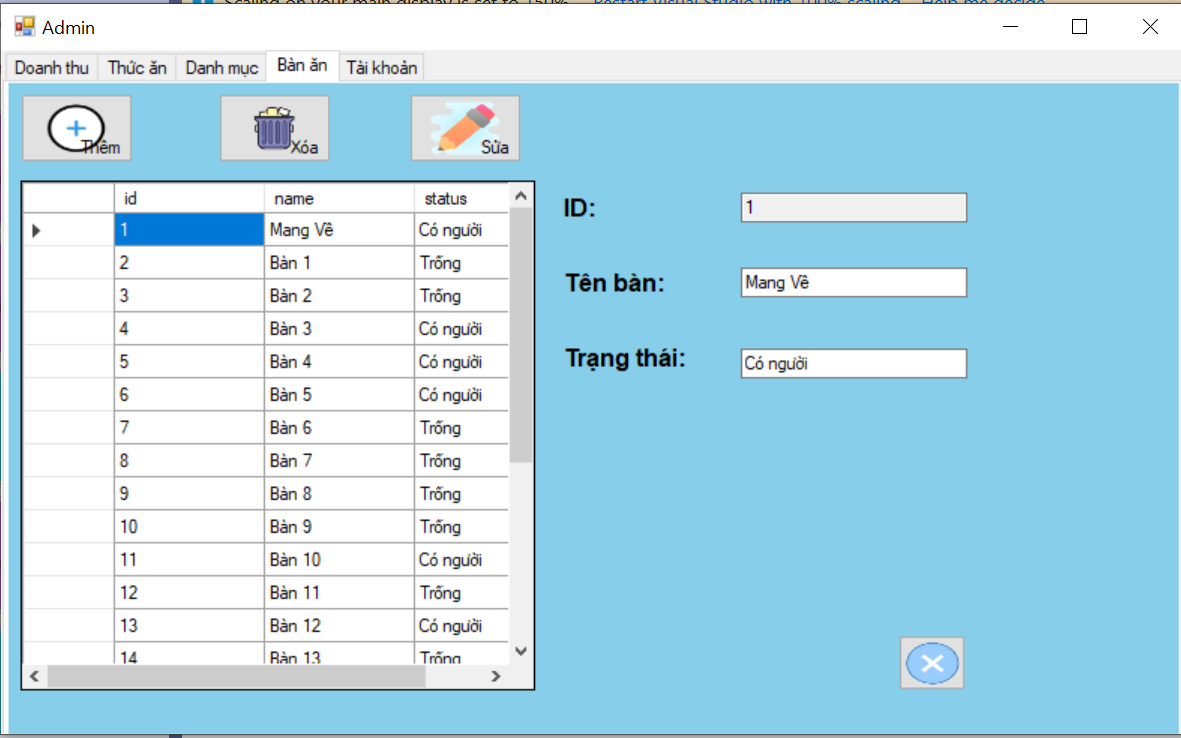 Scaling on your main display is set to 150%. Restart Visual Studio with 100% scaling Help me decide
Admin
Doanh thu Thức ăn Danh mục Bàn ăn Tài khoản
Thêm Xóa Sửa
id name status
1 Mang Về Có người
2 Bàn 1 Trống
3 Bàn 2 Trống
4 Bàn 3 Có người
5 Bàn 4 Có người
6 Bàn 5 Có người
7 Bàn 6 Trống
8 Bàn 7 Trống
9 Bàn 8 Trống
10 Bàn 9 Trống
11 Bàn 10 Có người
12 Bàn 11 Trống
13 Bàn 12 Có người
14 Bàn 13 Trống
ID: 1
Tên bàn: Mang Về
Trạng thái: Có người